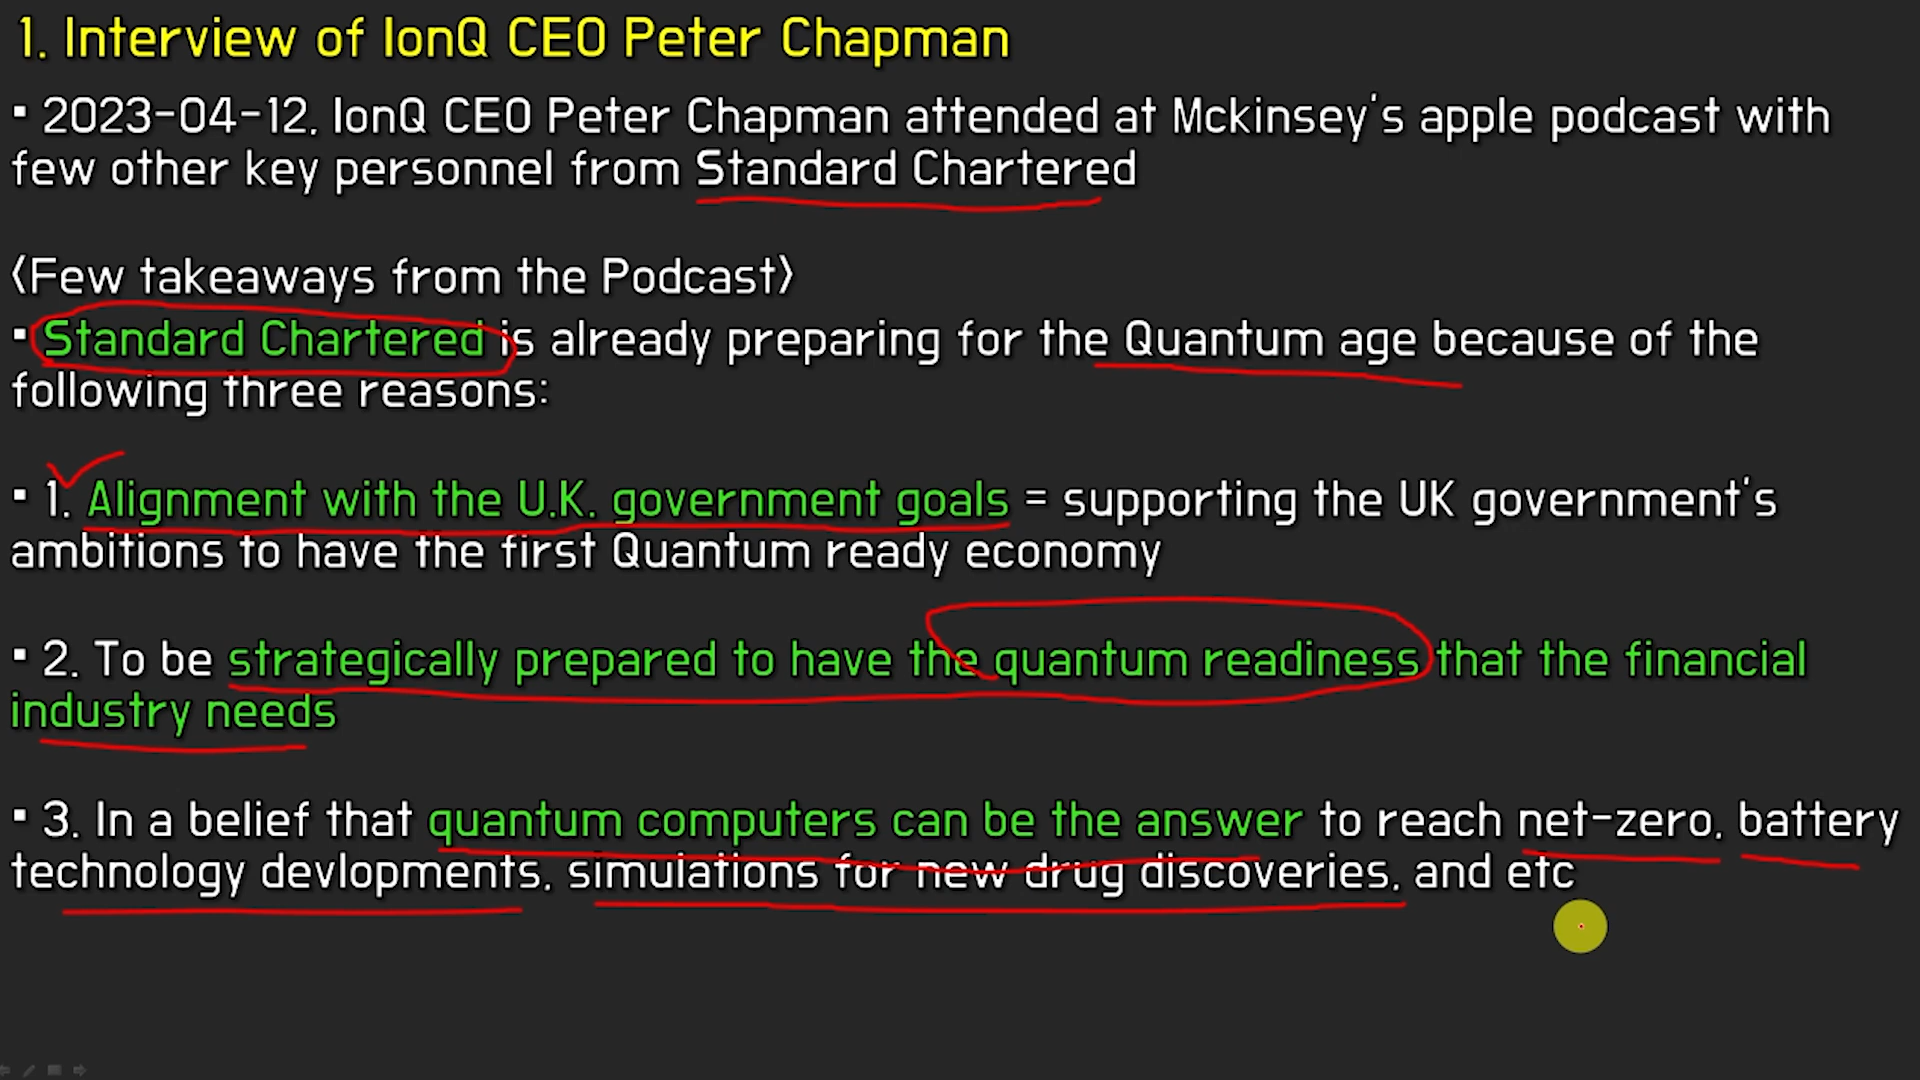 1. Interview of IonQ CEO Peter Chapman
▪ 2023-04-12, IonQ CEO Peter Chapman attended at Mckinsey's apple podcast with
few other key personnel from Standard Chartered
〈Few takeaways from the Podcast〉
▪ Standard Chartered is already preparing for the Quantum age because of the
following three reasons:
▪ 1. Alignment with the U.K. government goals = supporting the UK government's
ambitions to have the first Quantum ready economy
▪ 2. To be strategically prepared to have the quantum readiness that the financial
industry needs
▪ 3. In a belief that quantum computers can be the answer to reach net-zero, battery
technology devlopments, simulations for new drug discoveries, and etc